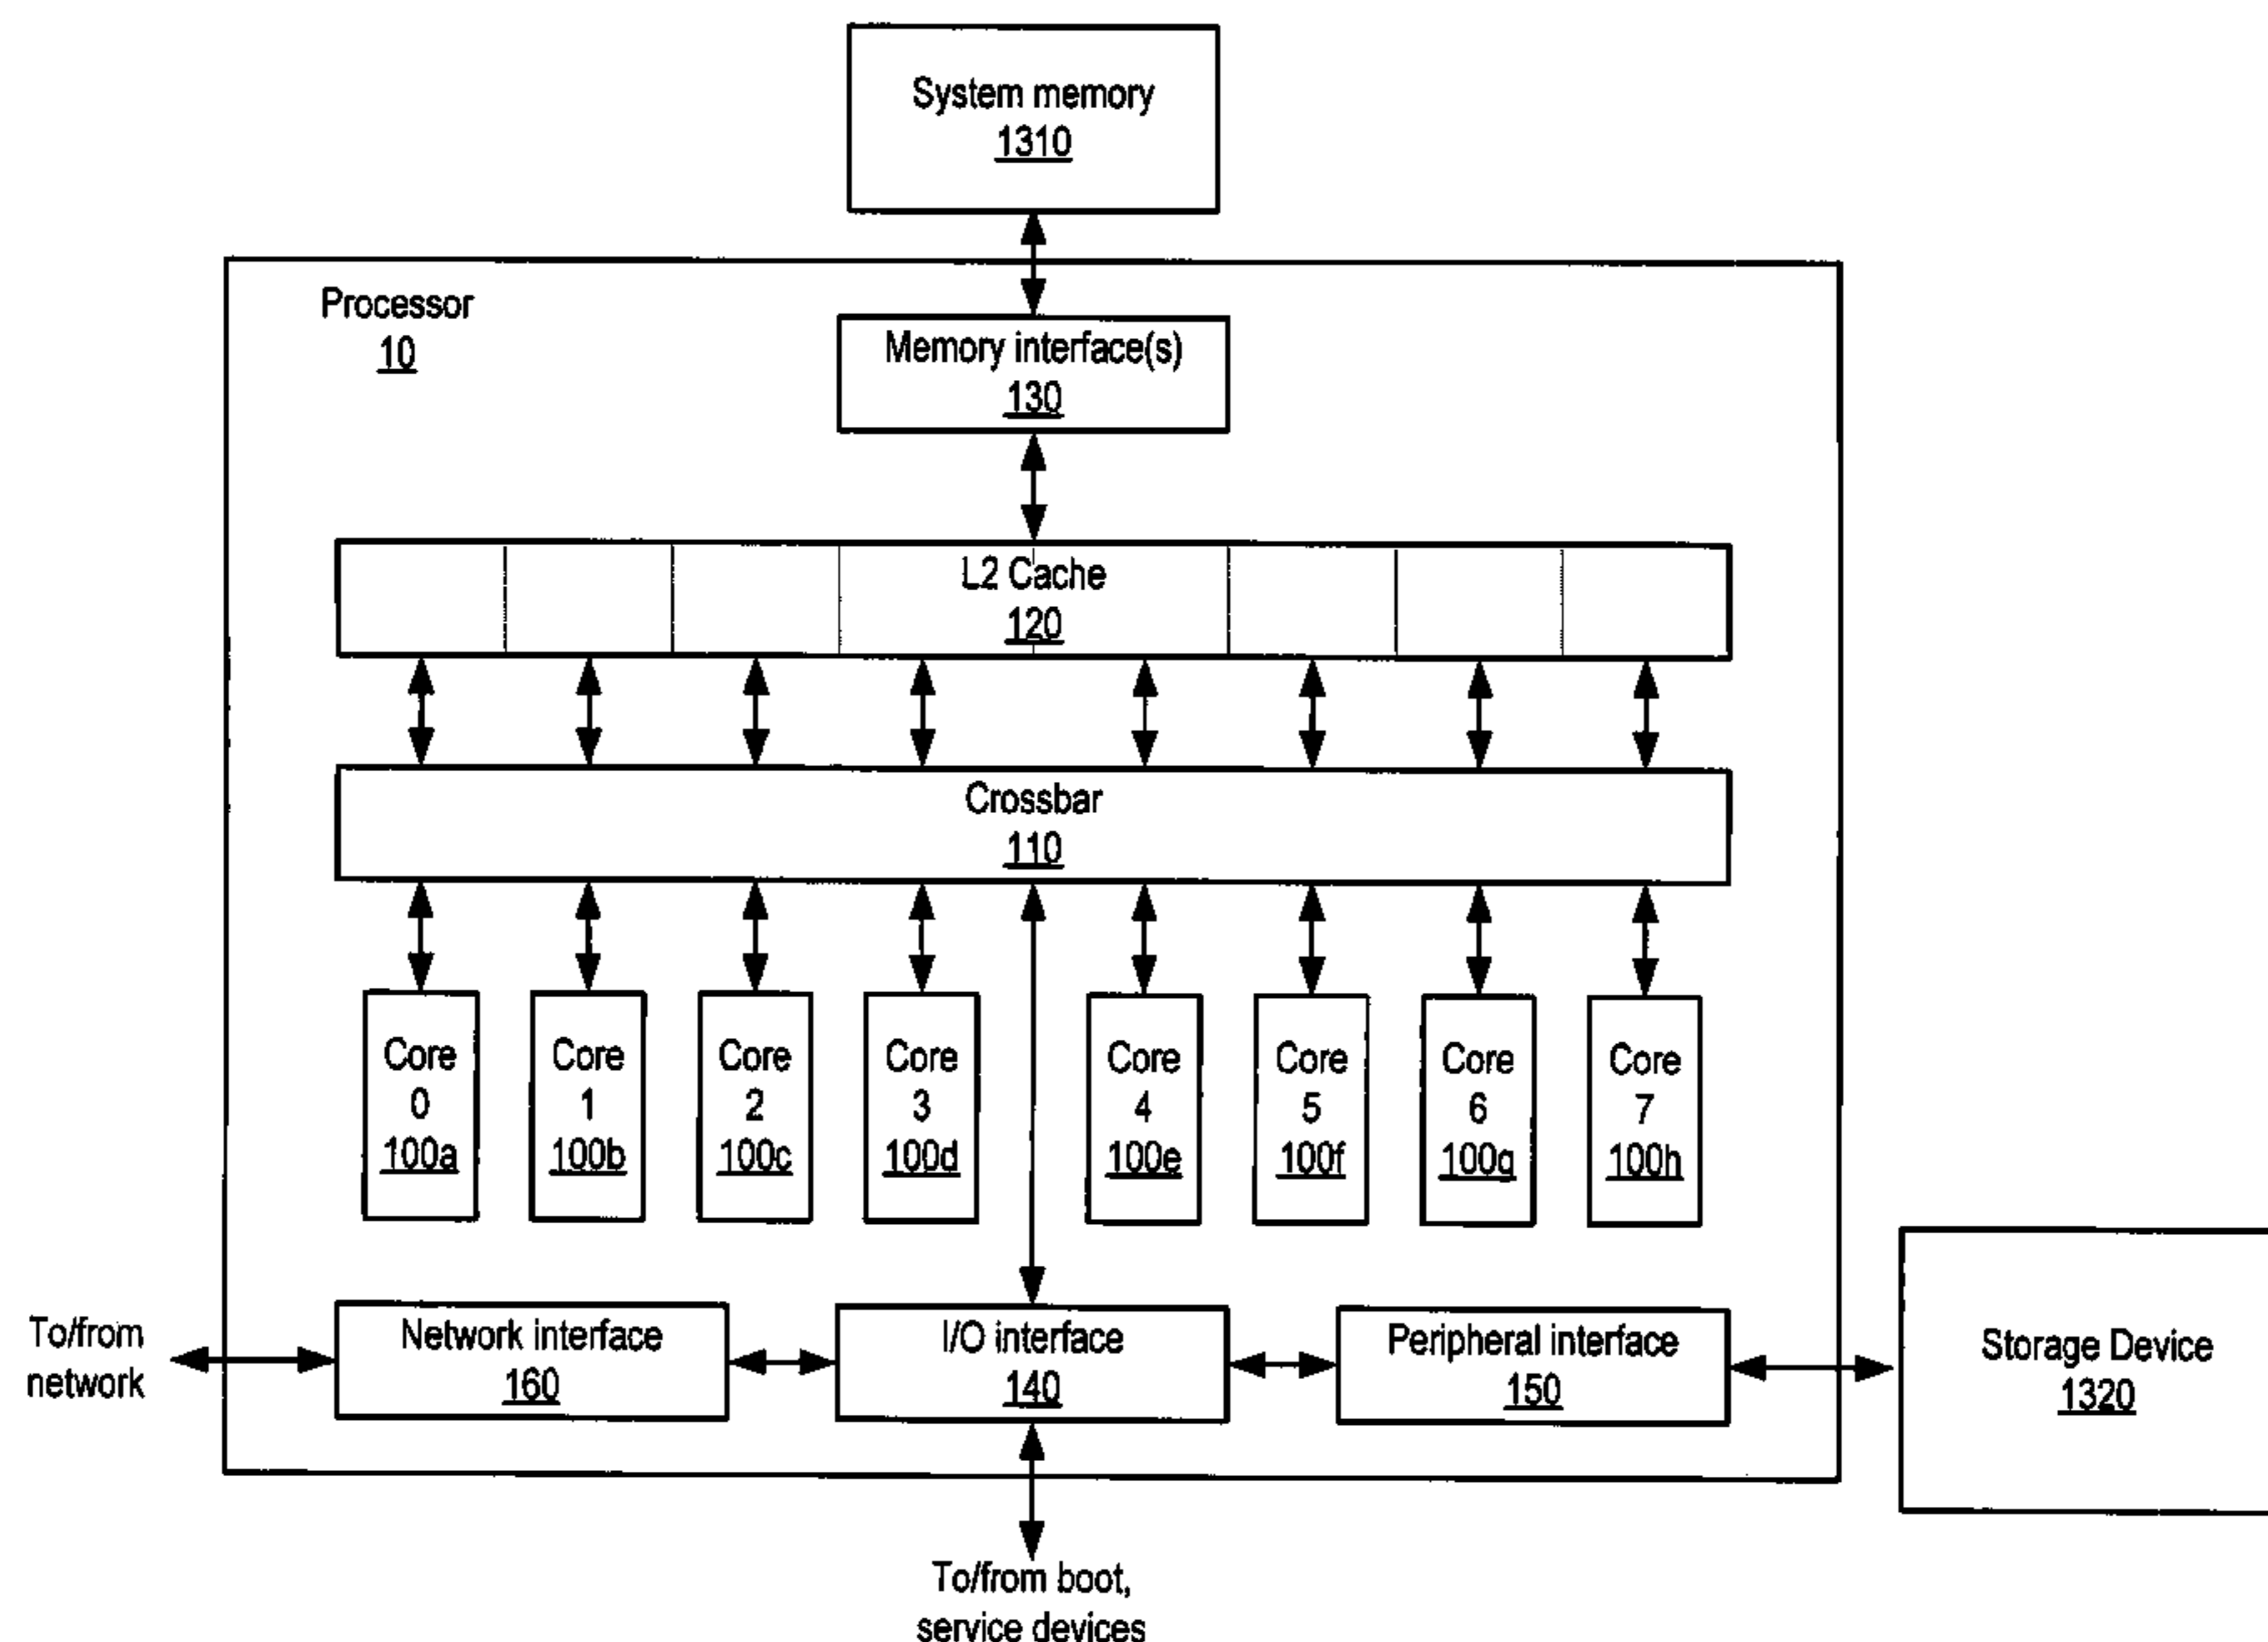 System memory
1310
Processor
10
Memory interface(s)
130
L2 Cache
120
Crossbar
110
Core
0
100a
Core
1
100b
Core
2
100c
Core
3
100d
Core
4
100e
Core
5
100f
Core
6
100g
Core
7
100h
To/from
network
Network interface
160
I/O interface
140
Peripheral interface
150
Storage Device
1320
To/from boot,
service devices